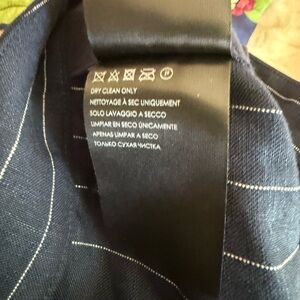 DRY CLEAN ONLY
NETTOYAGE À SEC UNIQUEMENT
SOLO LAVAGGIO A SECCO
LIMPIAR EN SECO ÚNICAMENTE
APENAS LIMPAR A SECO
ТОЛЬКО СУХАЯ ЧИСТКА